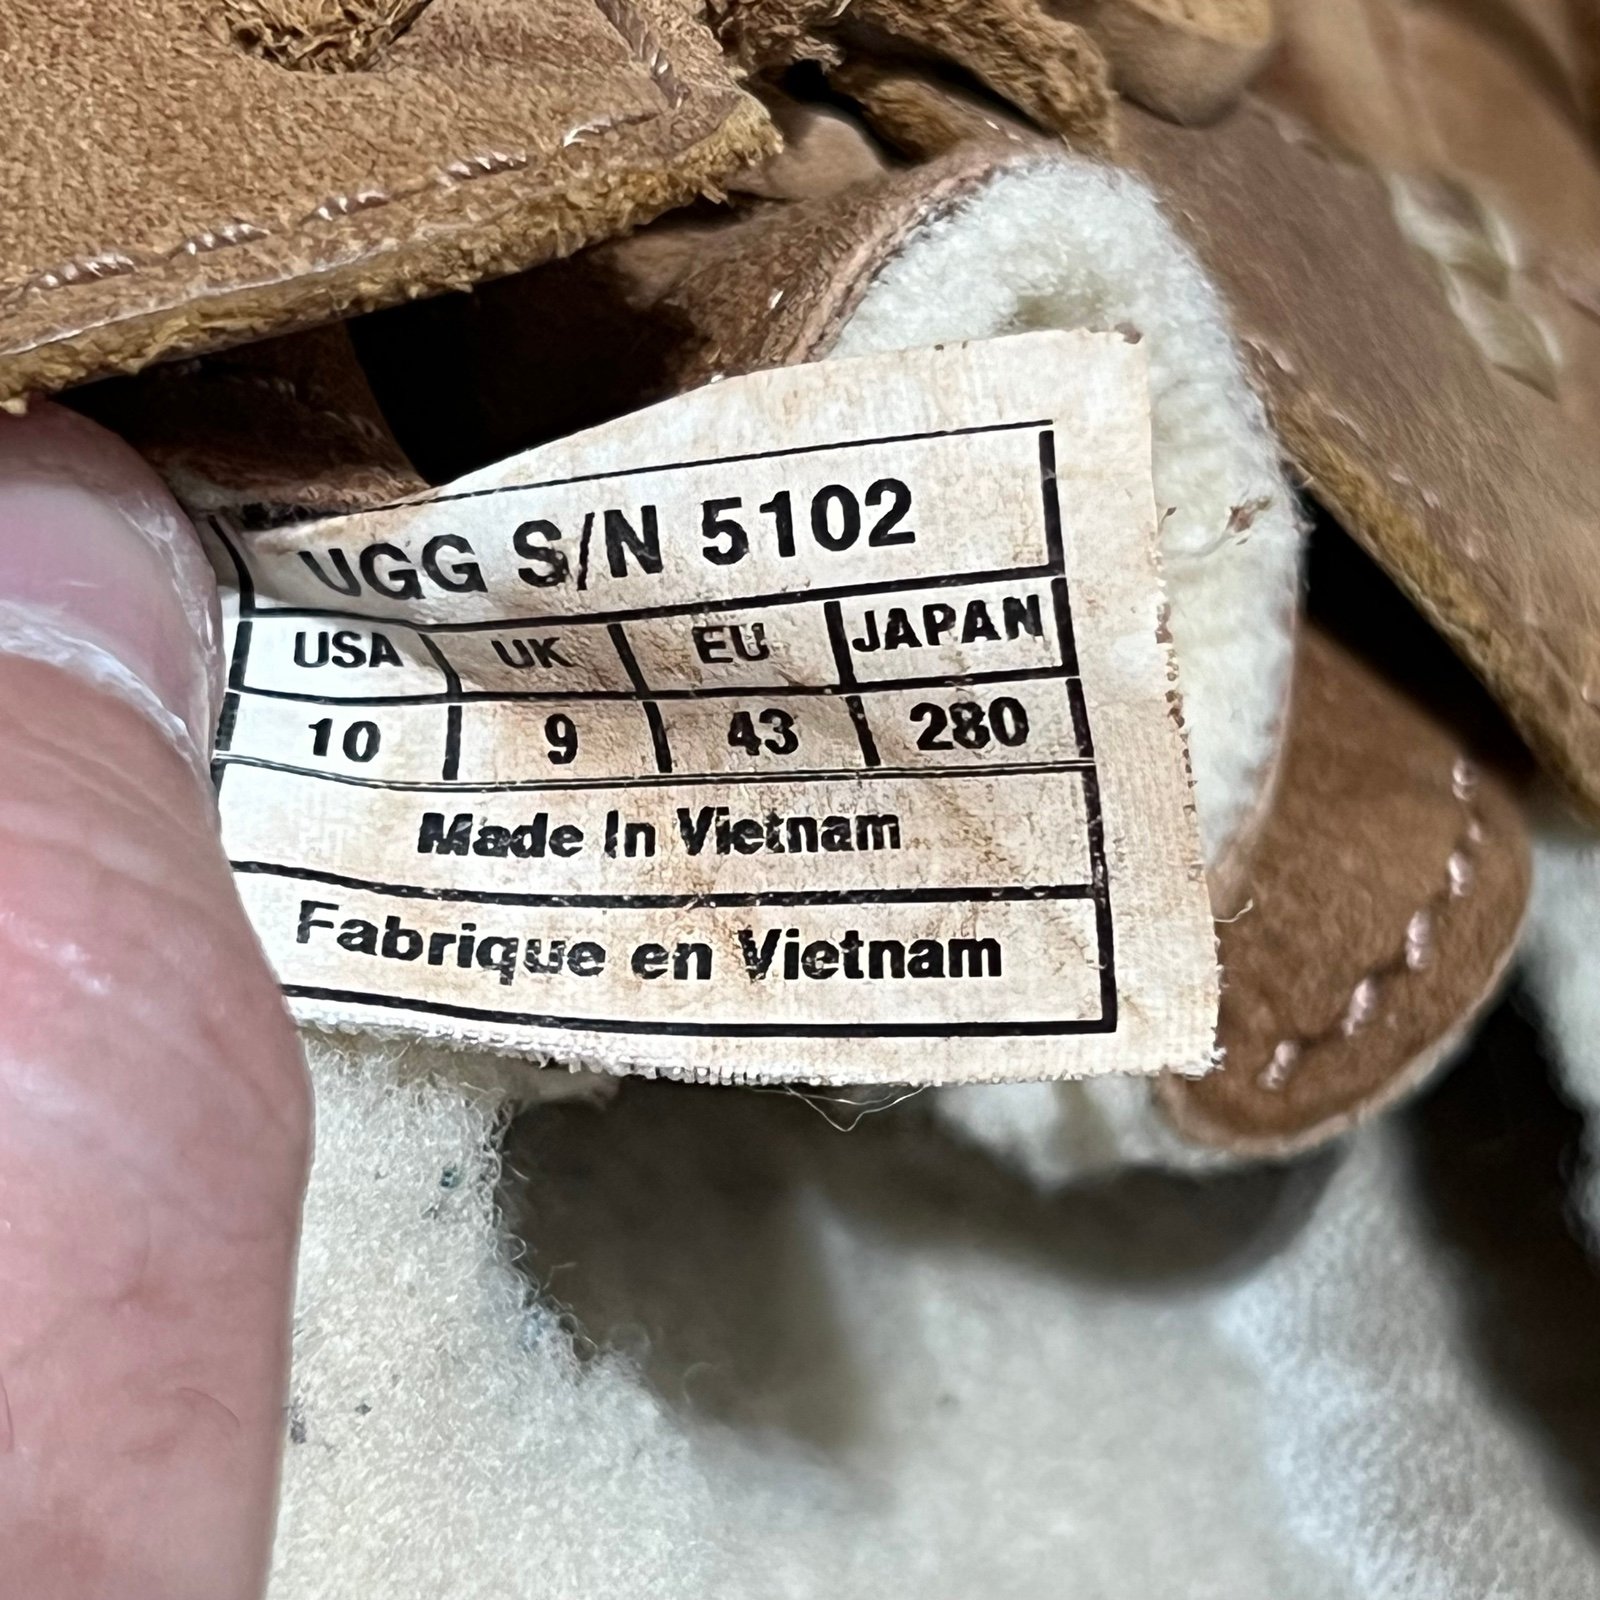 UGG S/N 5102
USA UK EU JAPAN
10 9 43 280
Made In Vietnam
Fabrique en Vietnam